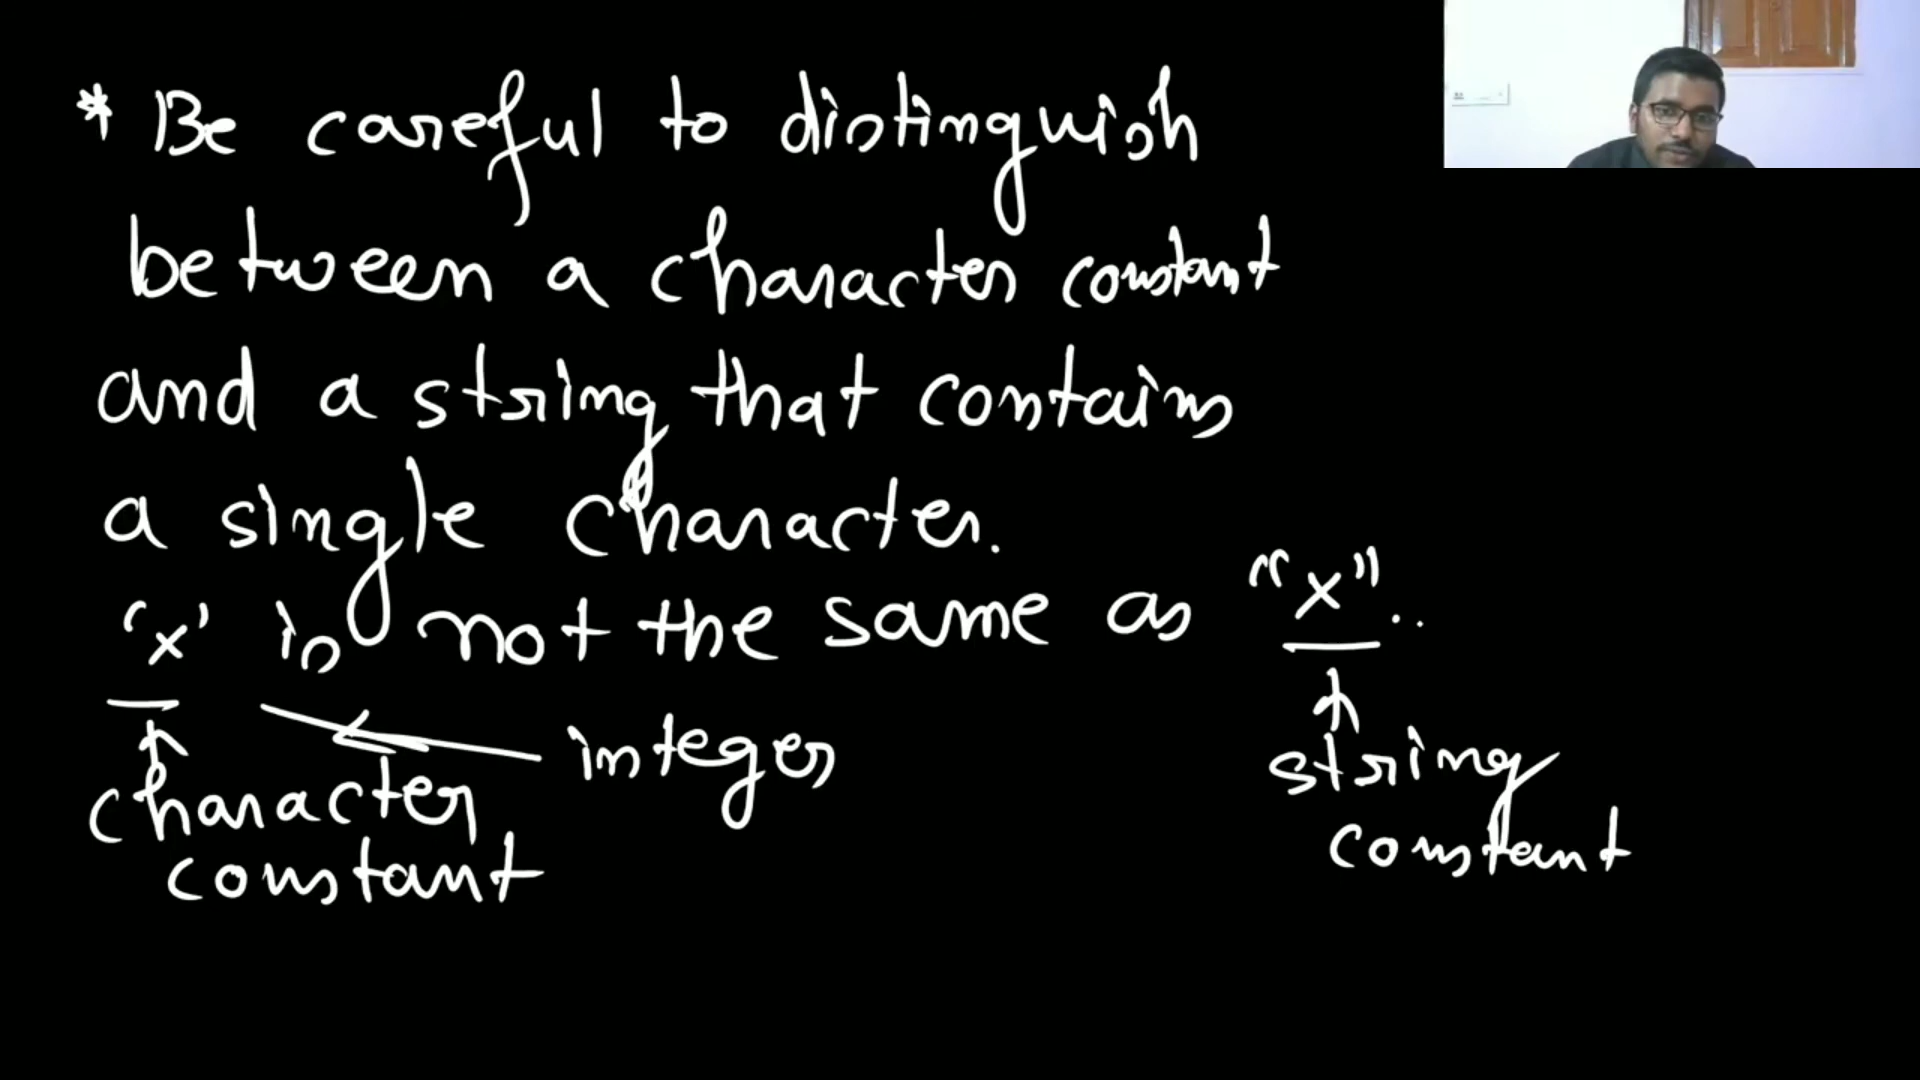 * Be careful to distinguish
between a character constant
and a string that contains
a single character.
'x' is not the same as "x"..
integer
character
constant
string
constant